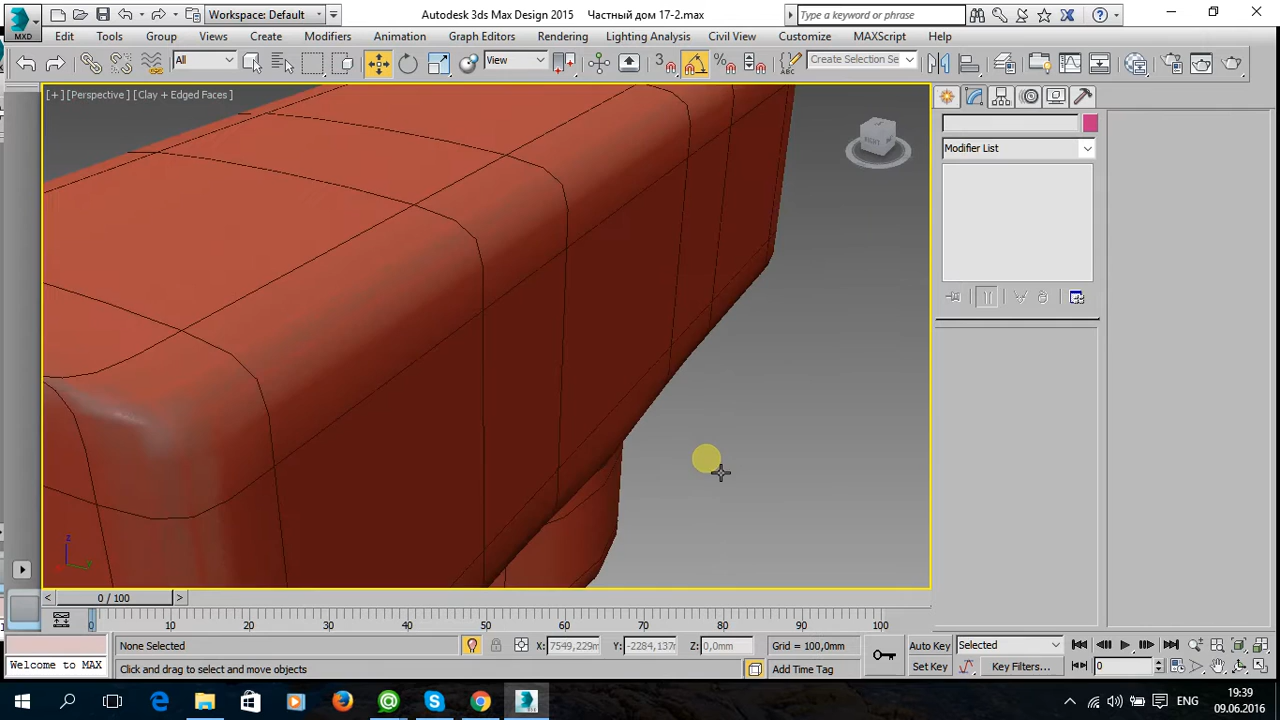 MXD
Workspace: Default
Autodesk 3ds Max Design 2015 Частный дом 17-2.max
Type a keyword or phrase
Edit Tools Group Views Create Modifiers Animation Graph Editors Rendering Lighting Analysis Civil View Customize MAXScript Help
All
View
3
Create Selection Se
[+] [Perspective] [Clay + Edged Faces]
Modifier List
z
0 / 100
0 10 20 30 40 50 60 70 80 90 100
None Selected
X: 7549,229m
Y: -2284,137m
Z: 0,0mm
Grid = 100,0mm
Auto Key
Selected
Welcome to MAX
Click and drag to select and move objects
Add Time Tag
Set Key
Key Filters...
0
ENG
19:39
09.06.2016